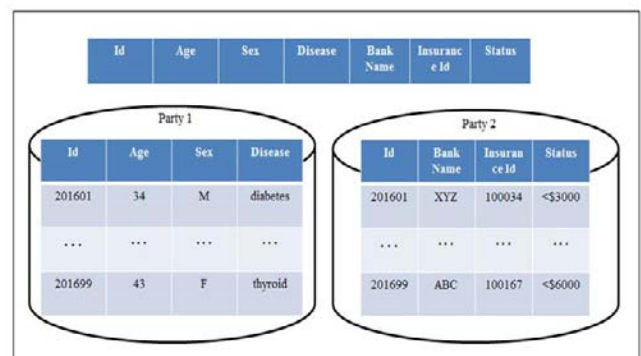 Id Age Sex Disease Bank Name Insuranc e Id Status
Party 1
Id Age Sex Disease
201601 34 M diabetes
... ... ... ...
201699 43 F thyroid
Party 2
Id Bank Name Insuran ce Id Status
201601 XYZ 100034 <$3000
... ... ... ...
201699 ABC 100167 <$6000